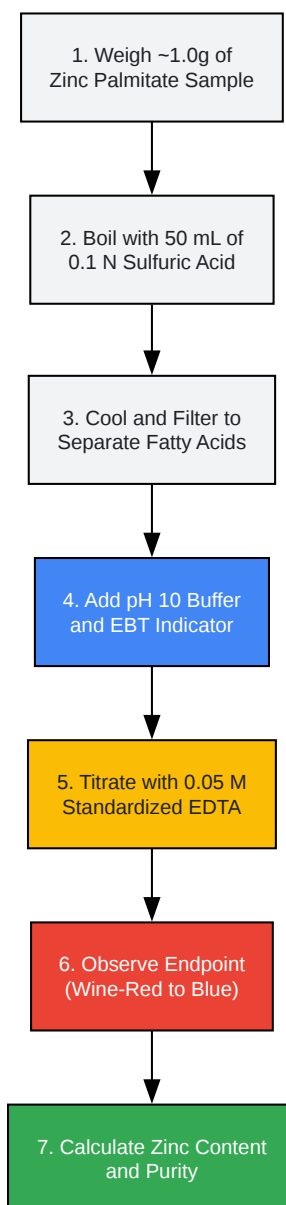 1. Weigh ~1.0g of
Zinc Palmitate Sample
2. Boil with 50 mL of
0.1 N Sulfuric Acid
3. Cool and Filter to
Separate Fatty Acids
4. Add pH 10 Buffer
and EBT Indicator
5. Titrate with 0.05 M
Standardized EDTA
6. Observe Endpoint
(Wine-Red to Blue)
7. Calculate Zinc Content
and Purity